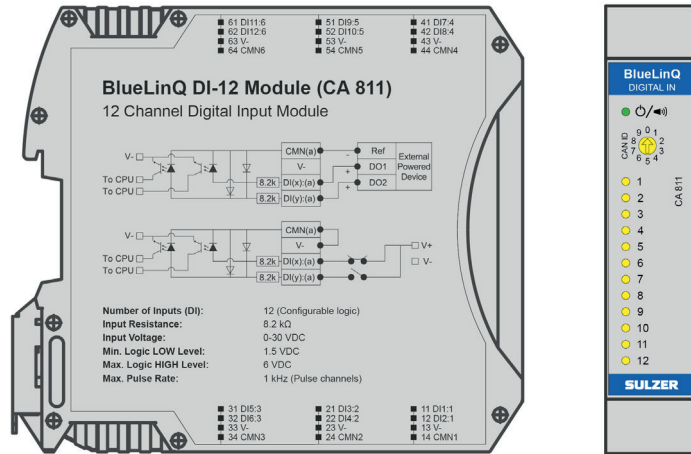 61 DI11:6 51 DI9:5 41 DI7:4
62 DI12:6 52 DI10:5 42 DI8:4
63 V- 53 V- 43 V-
64 CMN6 54 CMN5 44 CMN4
BlueLinQ DI-12 Module (CA 811)
12 Channel Digital Input Module
CMN(a) - Ref External
V- V- + DO1 Powered
To CPU 8.2k DI(x):(a) + DO2 Device
To CPU 8.2k DI(y):(a)
CMN(a)
V- V- V+
To CPU 8.2k DI(x):(a) V-
To CPU 8.2k DI(y):(a)
Number of Inputs (DI): 12 (Configurable logic)
Input Resistance: 8.2 kΩ
Input Voltage: 0-30 VDC
Min. Logic LOW Level: 1.5 VDC
Max. Logic HIGH Level: 6 VDC
Max. Pulse Rate: 1 kHz (Pulse channels)
31 DI5:3 21 DI3:2 11 DI1:1
32 DI6:3 22 DI4:2 12 DI2:1
33 V- 23 V- 13 V-
34 CMN3 24 CMN2 14 CMN1
BlueLinQ
DIGITAL IN
CAN ID
0 1 2 3 4 5 6 7 8 9
CA 811
1
2
3
4
5
6
7
8
9
10
11
12
SULZER